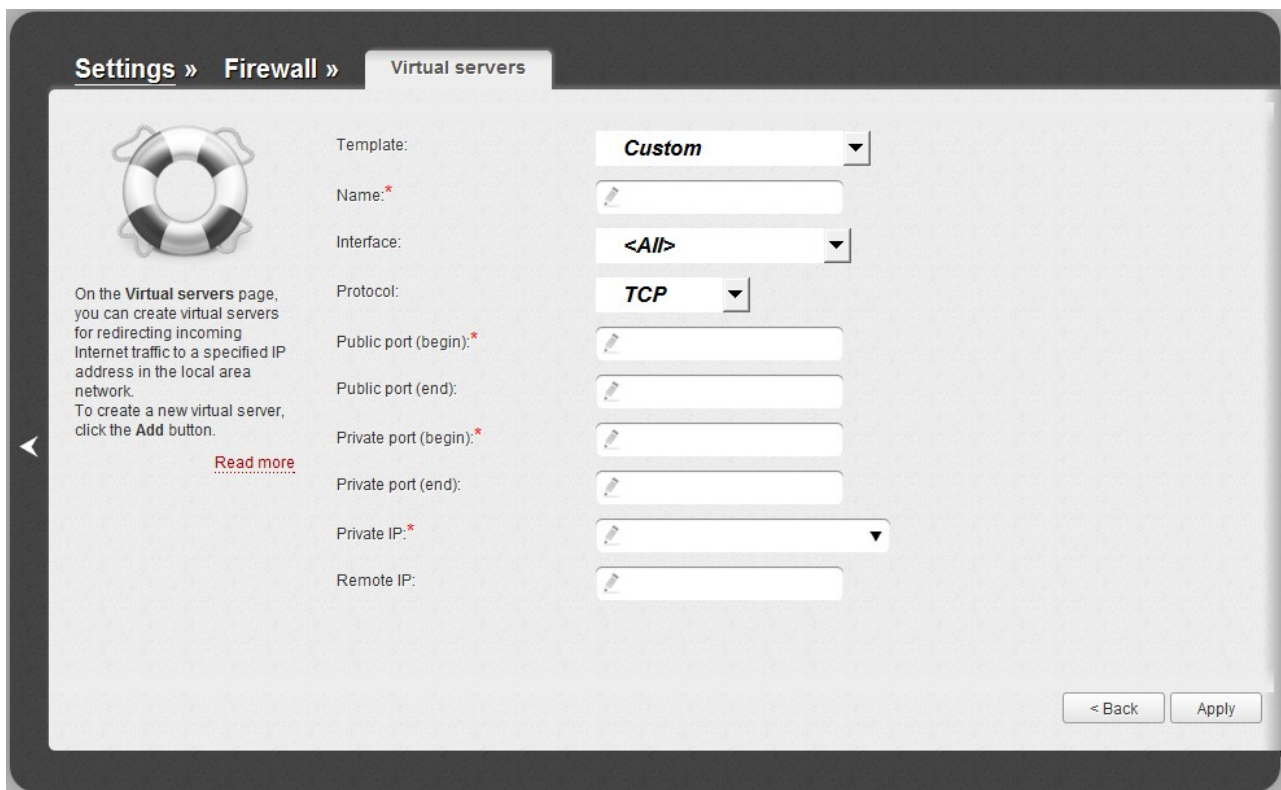 Settings » Firewall » Virtual servers
On the Virtual servers page,
you can create virtual servers
for redirecting incoming
Internet traffic to a specified IP
address in the local area
network.
To create a new virtual server,
click the Add button.
Read more
Template: Custom
Name:*
Interface: <All>
Protocol: TCP
Public port (begin):*
Public port (end):
Private port (begin):*
Private port (end):
Private IP:*
Remote IP:
< Back Apply